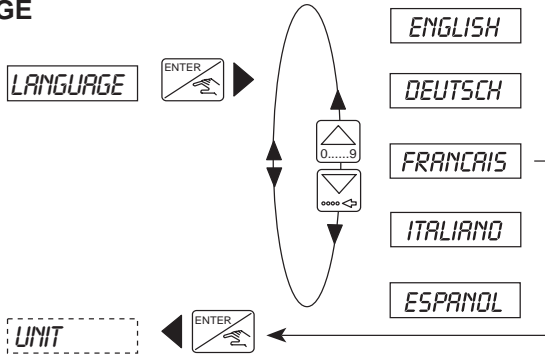 GE
LANGUAGE
ENTER
ENGLISH
DEUTSCH
0......9
FRANCAIS
ITALIANO
ESPANOL
UNIT
ENTER